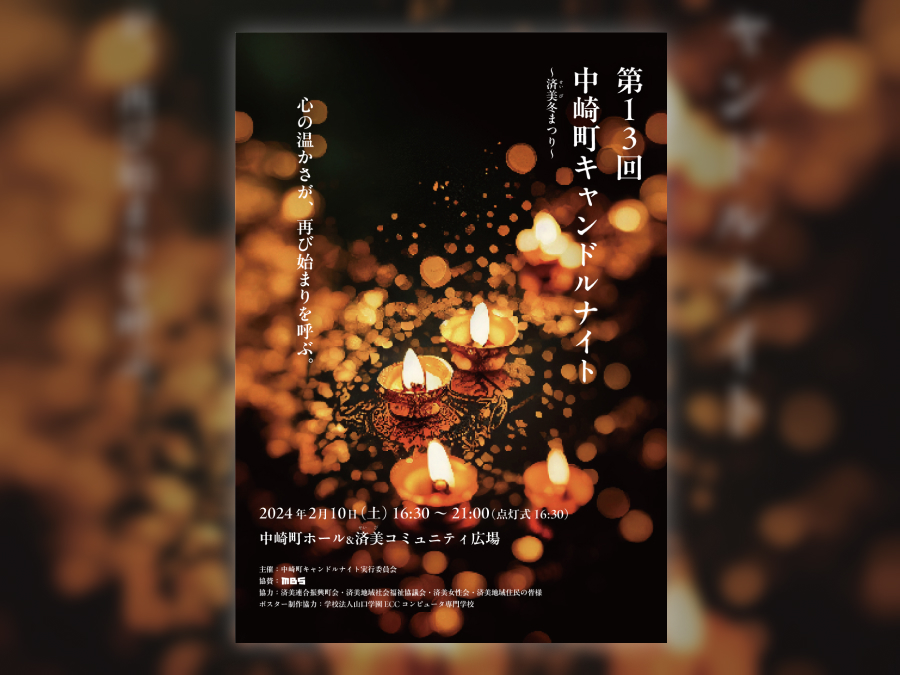 第13回
中崎町キャンドルナイト
〜済美冬まつり〜
さいび
心の温かさが、再び始まりを呼ぶ。
2024年2月10日（土）16:30〜21:00（点灯式16:30）
中崎町ホール&済美コミュニティ広場
主催：中崎町キャンドルナイト実行委員会
協賛：MBS
協力：済美連合振興町会・済美地域社会福祉協議会・済美女性会・済美地域住民の皆様
ポスター制作協力：学校法人山口学園ECCコンピュータ専門学校